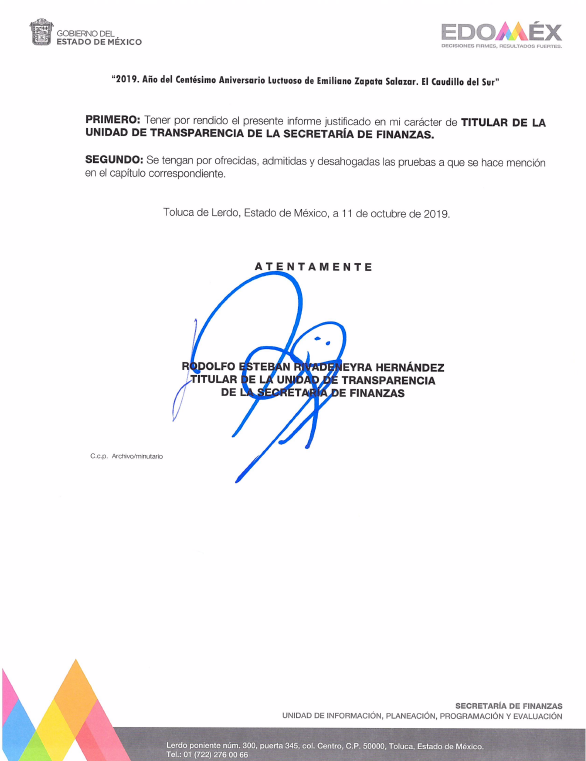 GOBIERNO DEL
ESTADO DE MÉXICO
EDOMÉX
DECISIONES FIRMES, RESULTADOS FUERTES.
"2019. Año del Centésimo Aniversario Luctuoso de Emiliano Zapata Salazar. El Caudillo del Sur"
PRIMERO: Tener por rendido el presente informe justificado en mi carácter de TITULAR DE LA
UNIDAD DE TRANSPARENCIA DE LA SECRETARÍA DE FINANZAS.
SEGUNDO: Se tengan por ofrecidas, admitidas y desahogadas las pruebas a que se hace mención
en el capítulo correspondiente.
Toluca de Lerdo, Estado de México, a 11 de octubre de 2019.
ATENTAMENTE
RODOLFO ESTEBAN RIVADENEYRA HERNÁNDEZ
TITULAR DE LA UNIDAD DE TRANSPARENCIA
DE LA SECRETARÍA DE FINANZAS
C.c.p. Archivo/minutario
SECRETARÍA DE FINANZAS
UNIDAD DE INFORMACIÓN, PLANEACIÓN, PROGRAMACIÓN Y EVALUACIÓN
Lerdo poniente núm. 300, puerta 345, col. Centro, C.P. 50000, Toluca, Estado de México.
Tel.: 01 (722) 276 00 66